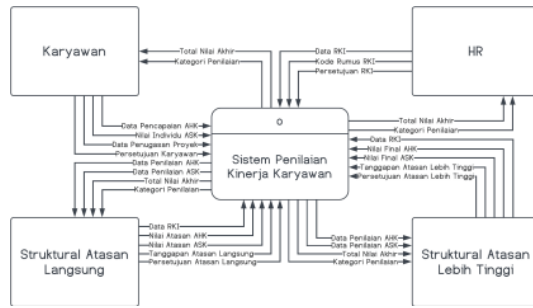 Karyawan
Total Nilai Akhir
Kategori Penilaian
Data RKI
Kode Rumus RKI
Persetujuan RKI
HR
Total Nilai Akhir
Kategori Penilaian
Data Pencapaian AHK
Nilai Individu ASK
Data Penugasan Proyek
Persetujuan Karyawan
0
Sistem Penilaian
Kinerja Karyawan
Data RKI
Nilai Final AHK
Nilai Final ASK
Tanggapan Atasan Lebih Tinggi
Persetujuan Atasan Lebih Tinggi
Data Penilaian AHK
Data Penilaian ASK
Total Nilai Akhir
Kategori Penilaian
Struktural Atasan
Langsung
Data RKI
Nilai Atasan AHK
Nilai Atasan ASK
Tanggapan Atasan Langsung
Persetujuan Atasan Langsung
Data Penilaian AHK
Data Penilaian ASK
Total Nilai Akhir
Kategori Penilaian
Struktural Atasan
Lebih Tinggi